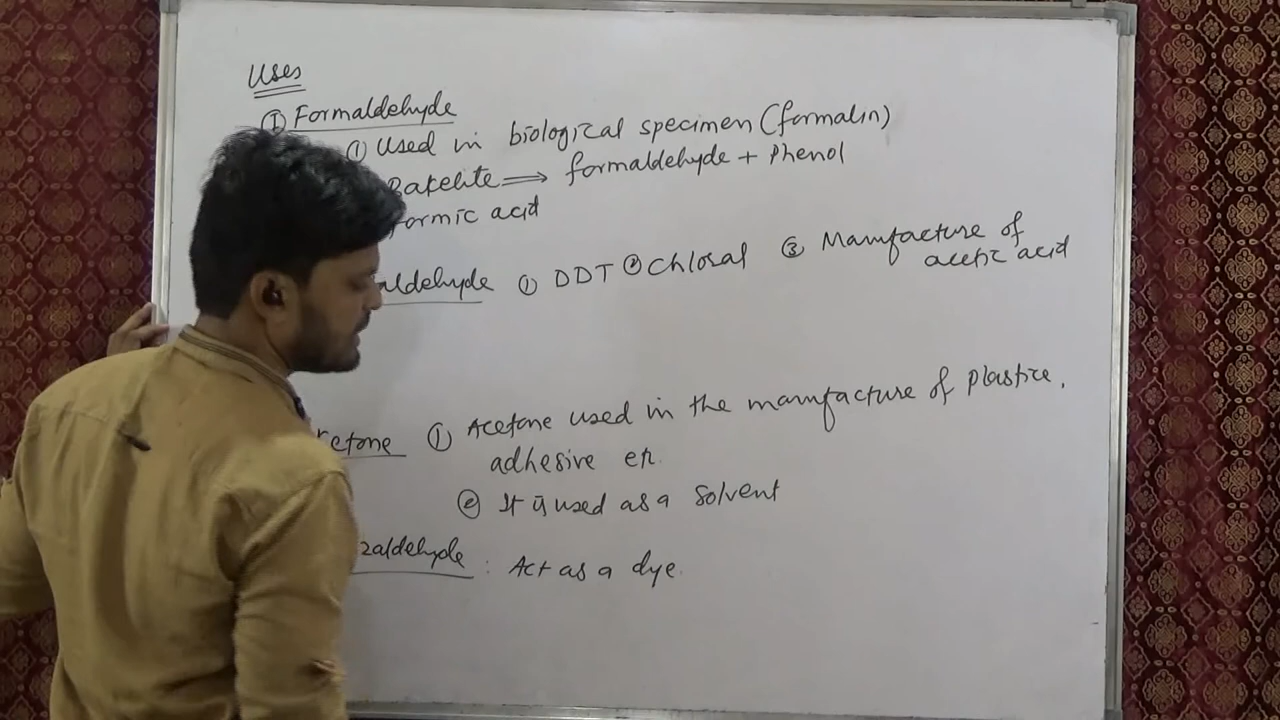 Uses
① Formaldehyde
① Used in biological specimen (formalin)
Bakelite ⟹ formaldehyde + Phenol
formic acid
aldehyde ① DDT ② Chloral ③ Manufacture of
acetic acid
etone ① Acetone used in the manufacture of plastice,
adhesive etc.
② It is used as a solvent
zaldehyde : Act as a dye.